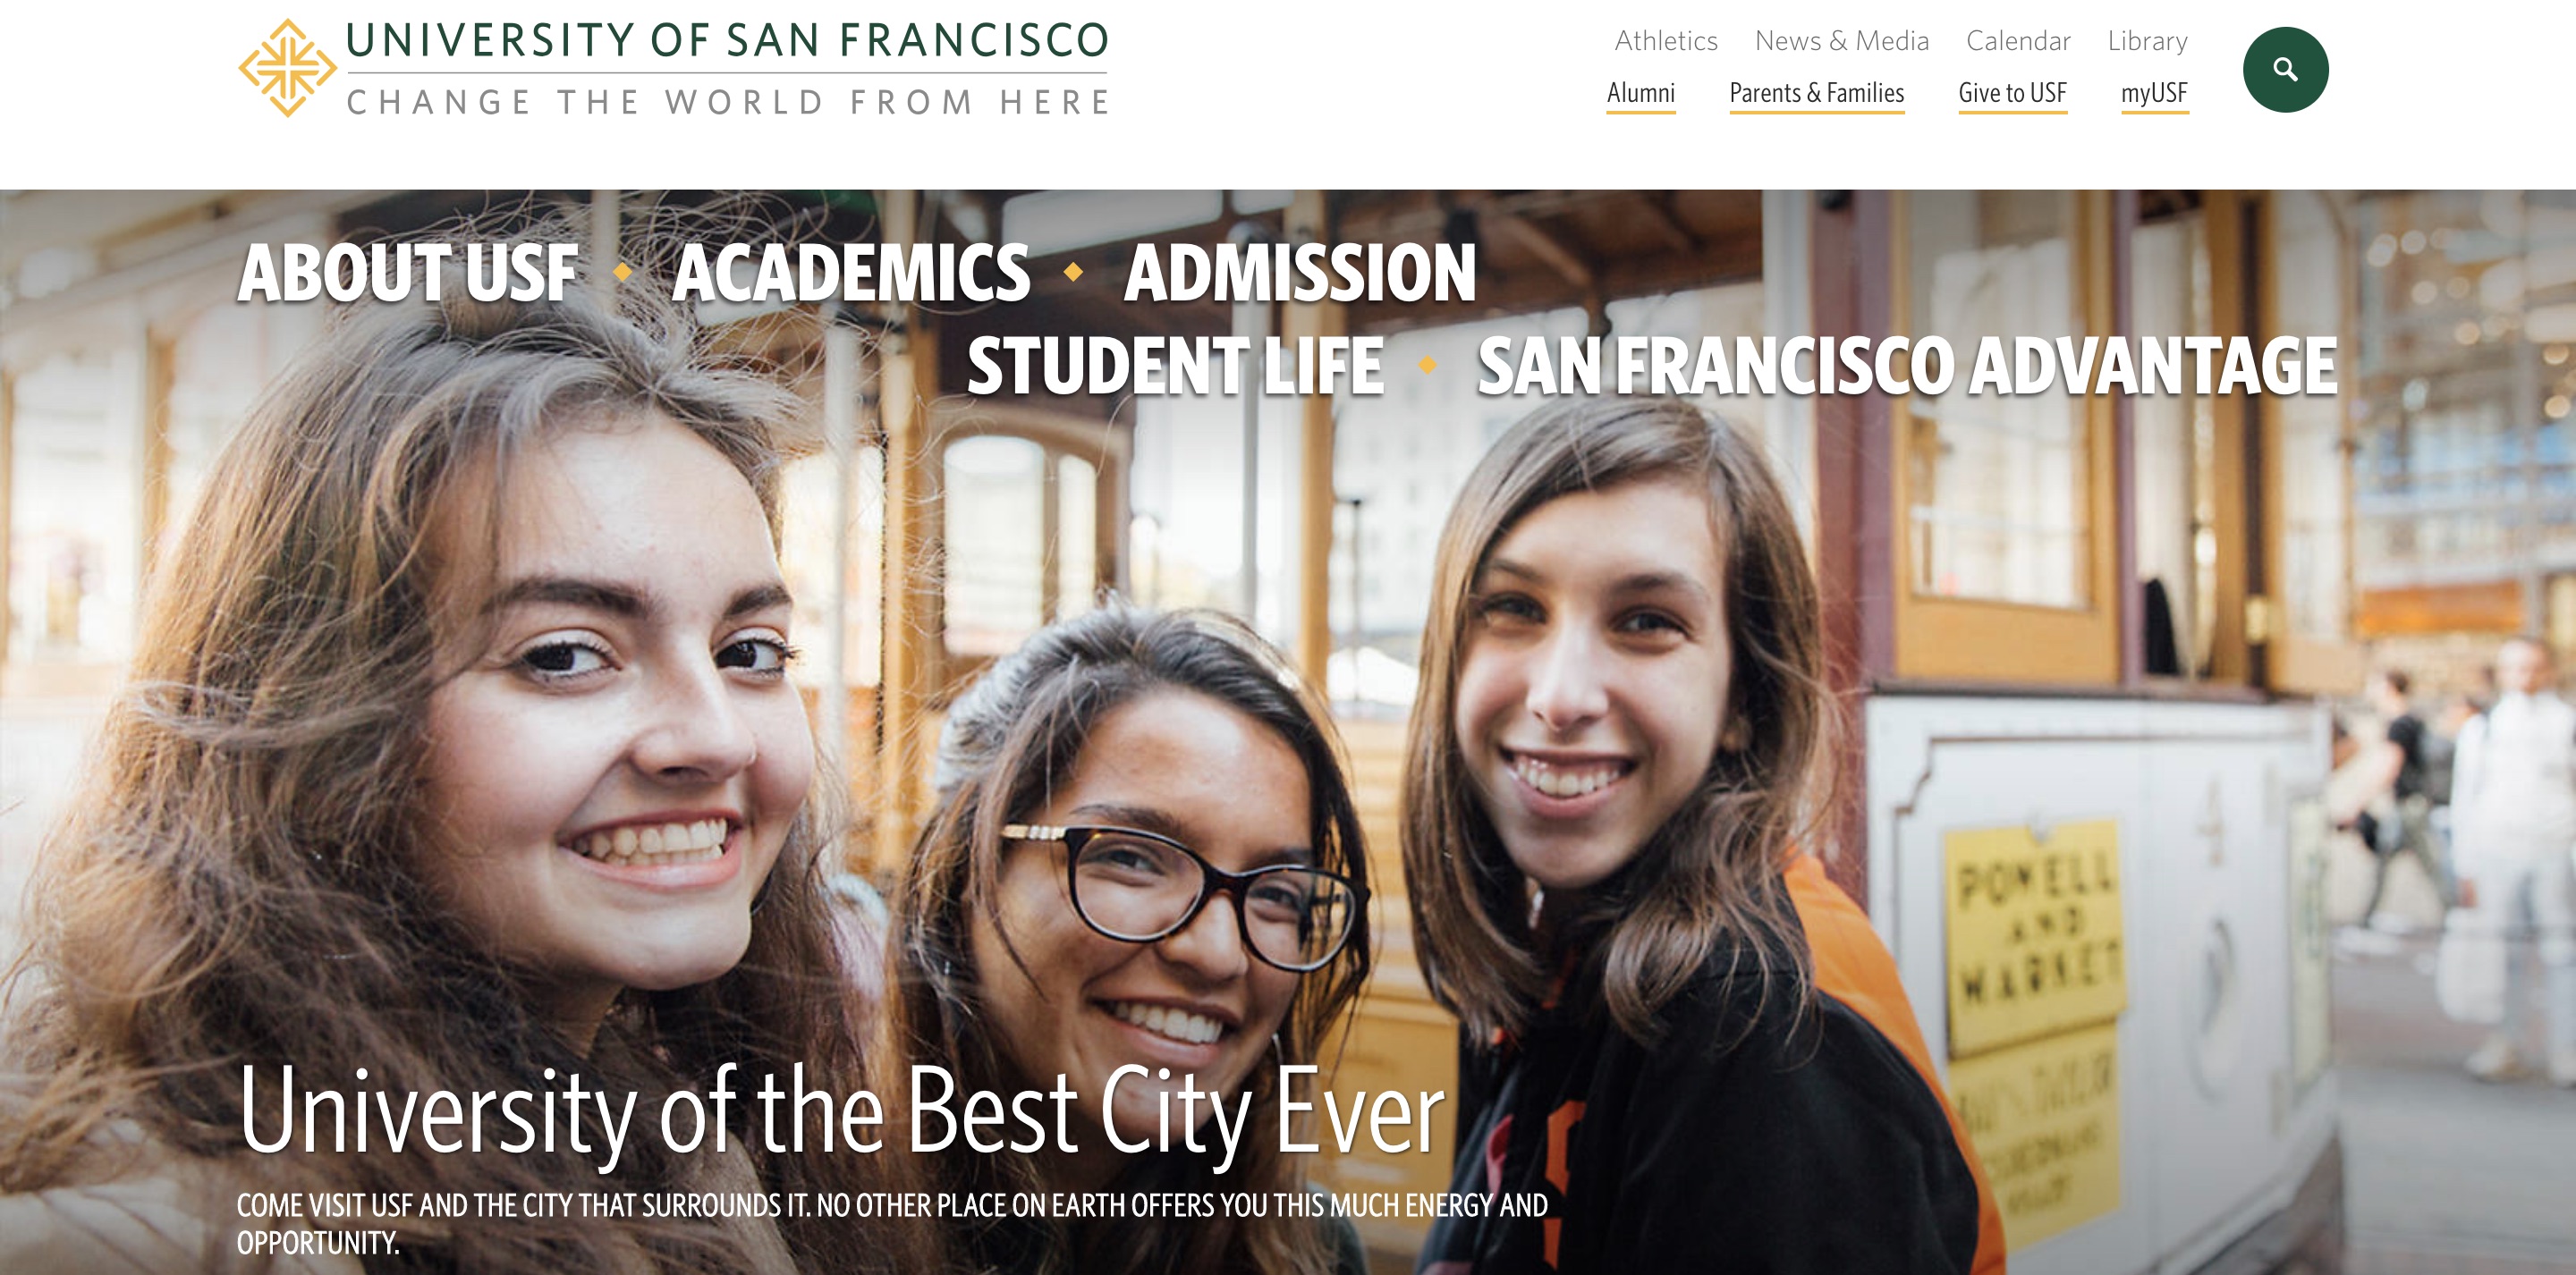 UNIVERSITY OF SAN FRANCISCO
CHANGE THE WORLD FROM HERE
Athletics News & Media Calendar Library
Alumni Parents & Families Give to USF myUSF
ABOUT USF ACADEMICS ADMISSION
STUDENT LIFE SAN FRANCISCO ADVANTAGE
POWELL
AND
MARKET
University of the Best City Ever
COME VISIT USF AND THE CITY THAT SURROUNDS IT. NO OTHER PLACE ON EARTH OFFERS YOU THIS MUCH ENERGY AND
OPPORTUNITY.